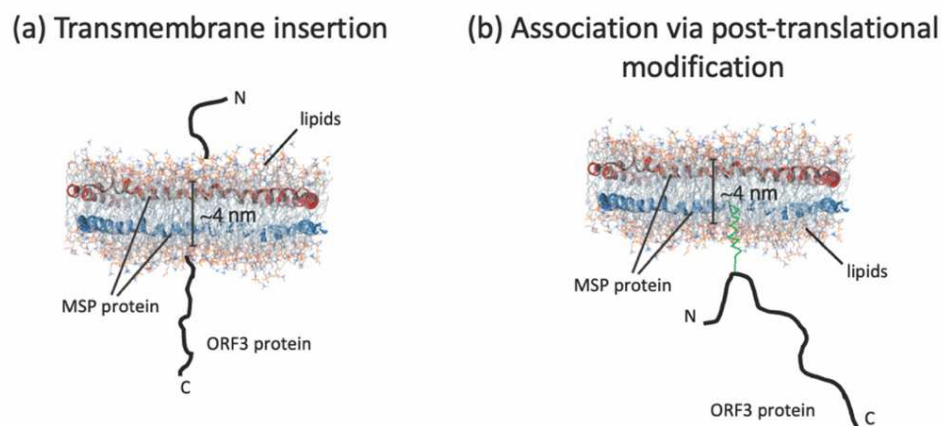 (a) Transmembrane insertion
N
lipids
~4 nm
MSP protein
ORF3 protein
C
(b) Association via post-translational
modification
~4 nm
lipids
MSP protein
N
ORF3 protein
C